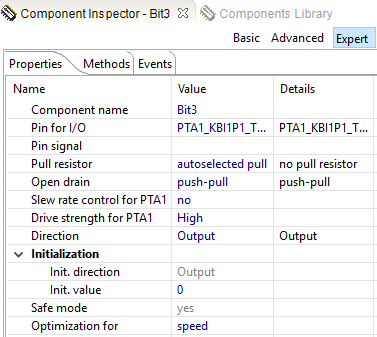 Component Inspector - Bit3 Components Library
Basic Advanced Expert
Properties Methods Events
Name Value Details
Component name Bit3
Pin for I/O PTA1_KBI1P1_T... PTA1_KBI1P1_T...
Pin signal
Pull resistor autoselected pull no pull resistor
Open drain push-pull push-pull
Slew rate control for PTA1 no
Drive strength for PTA1 High
Direction Output Output
Initialization
Init. direction Output
Init. value 0
Safe mode yes
Optimization for speed